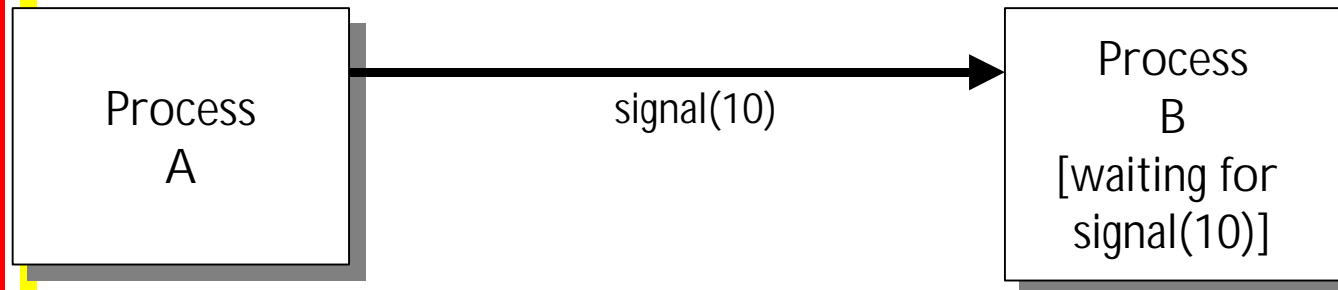 Process
A
signal(10)
Process
B
[waiting for
signal(10)]